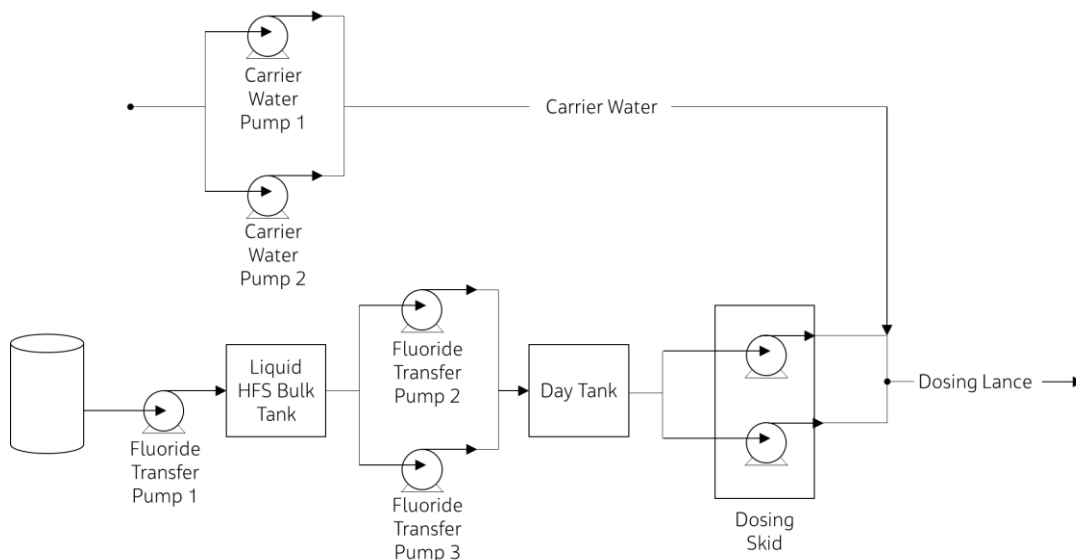 Carrier
Water
Pump 1
Carrier Water
Carrier
Water
Pump 2
Fluoride
Transfer
Pump 1
Liquid
HFS Bulk
Tank
Fluoride
Transfer
Pump 2
Fluoride
Transfer
Pump 3
Day Tank
Dosing
Skid
Dosing Lance